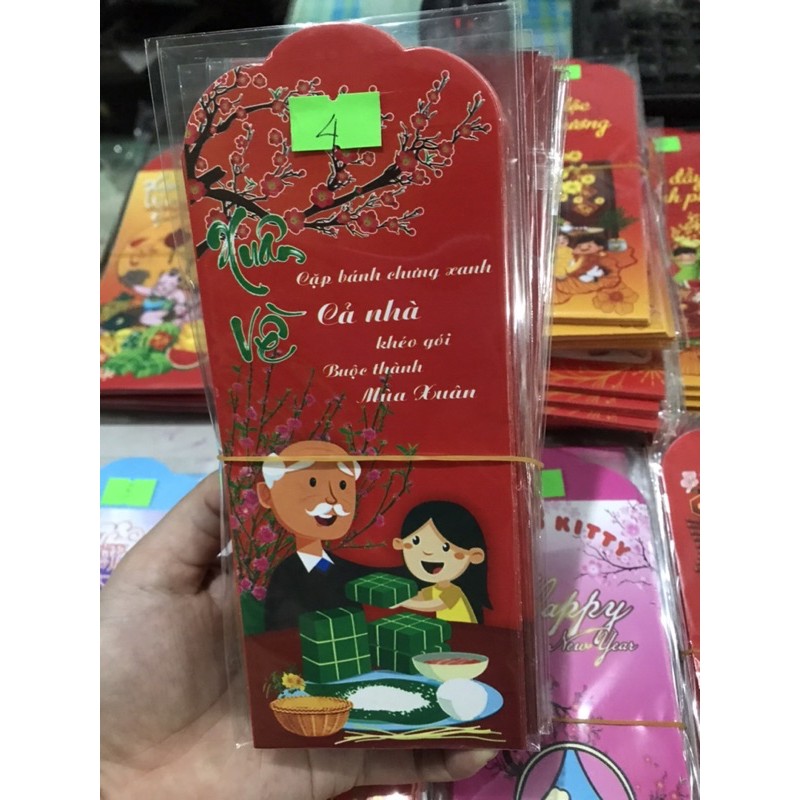 4
Xuân
Về
Cặp bánh chưng xanh
Cả nhà
khéo gói
Buộc thành
Mùa Xuân
KITTY
Happy
New Year